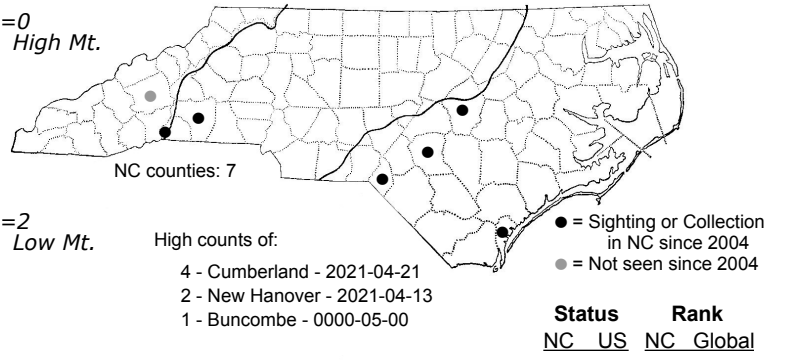 =0
High Mt.
NC counties: 7
=2
Low Mt.
High counts of:
4 - Cumberland - 2021-04-21
2 - New Hanover - 2021-04-13
1 - Buncombe - 0000-05-00
= Sighting or Collection
in NC since 2004
= Not seen since 2004
Status Rank
NC US NC Global